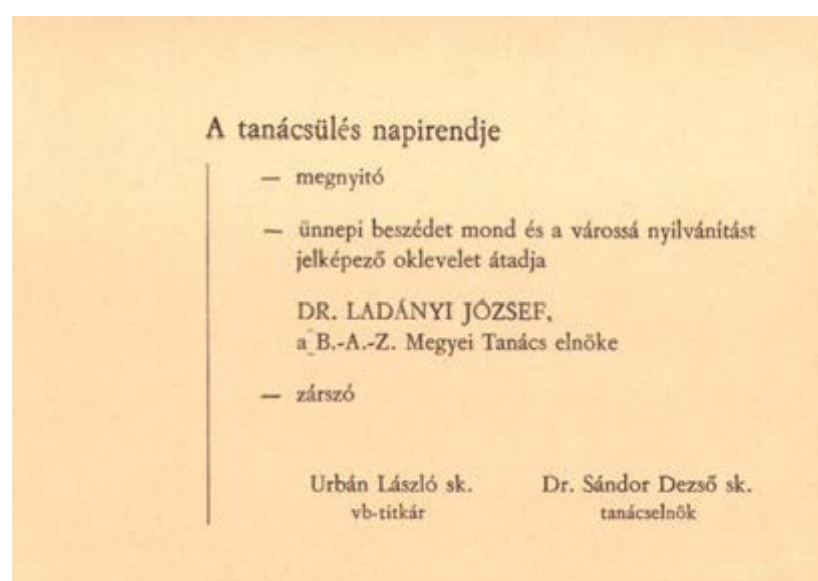 A tanácsülés napirendje
— megnyitó
— ünnepi beszédet mond és a várossá nyilvánítást
jelképező oklevelet átadja
DR. LADÁNYI JÓZSEF,
a B.-A.-Z. Megyei Tanács elnöke
— zárszó
Urbán László sk. Dr. Sándor Dezső sk.
vb-titkár tanácselnök